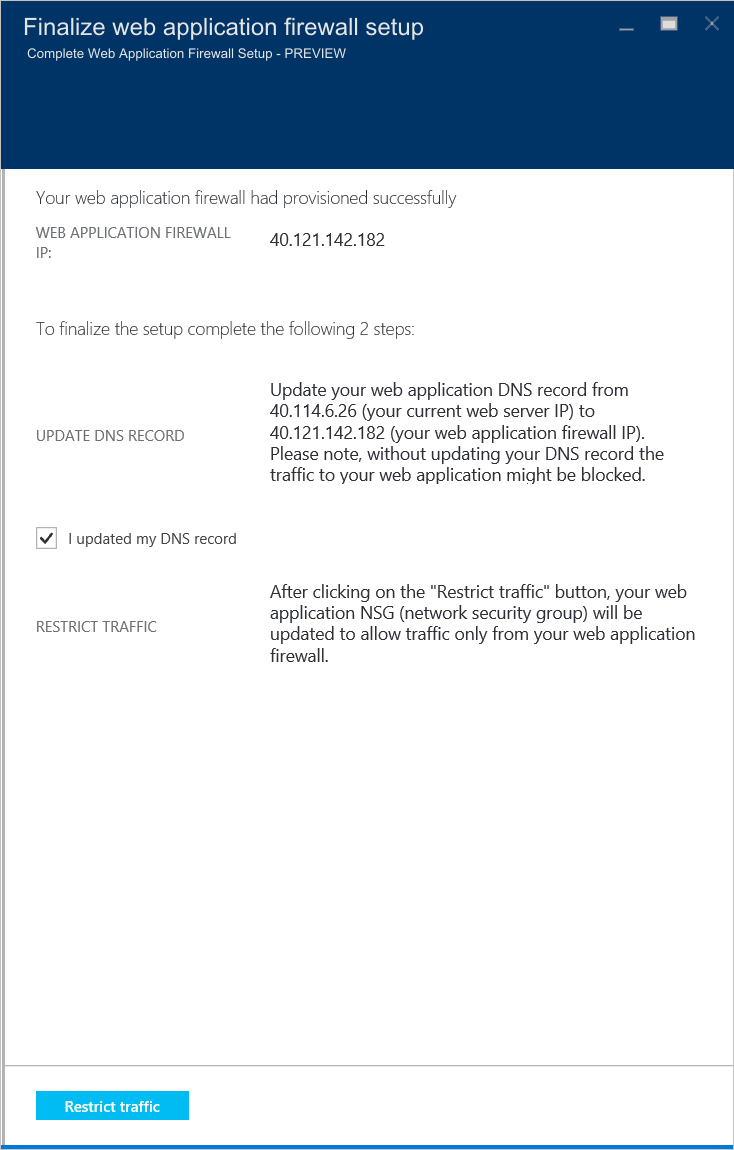 Finalize web application firewall setup
Complete Web Application Firewall Setup - PREVIEW
Your web application firewall had provisioned successfully
WEB APPLICATION FIREWALL
IP:
40.121.142.182
To finalize the setup complete the following 2 steps:
UPDATE DNS RECORD
Update your web application DNS record from
40.114.6.26 (your current web server IP) to
40.121.142.182 (your web application firewall IP).
Please note, without updating your DNS record the
traffic to your web application might be blocked.
I updated my DNS record
RESTRICT TRAFFIC
After clicking on the "Restrict traffic" button, your web
application NSG (network security group) will be
updated to allow traffic only from your web application
firewall.
Restrict traffic